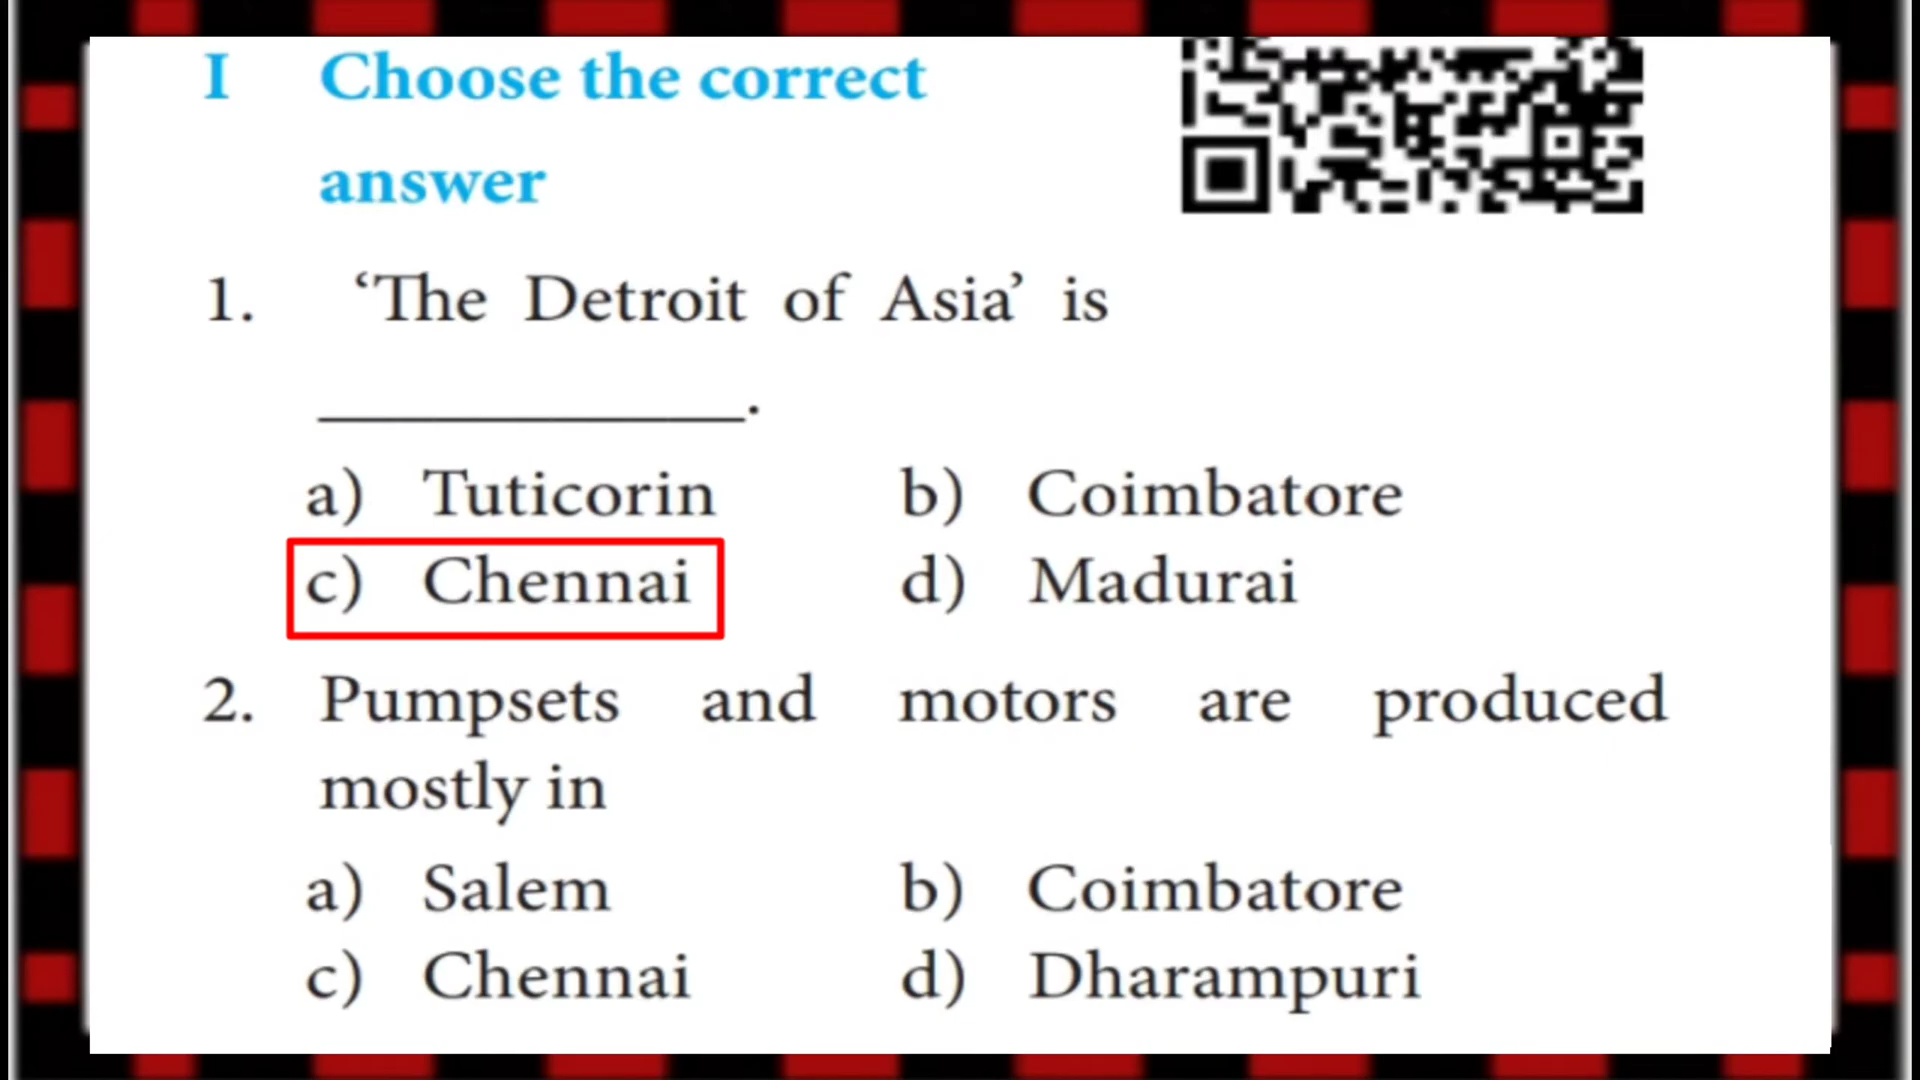 I Choose the correct
answer
1. ‘The Detroit of Asia’ is
____________.
a) Tuticorin b) Coimbatore
c) Chennai d) Madurai
2. Pumpsets and motors are produced
mostly in
a) Salem b) Coimbatore
c) Chennai d) Dharampuri